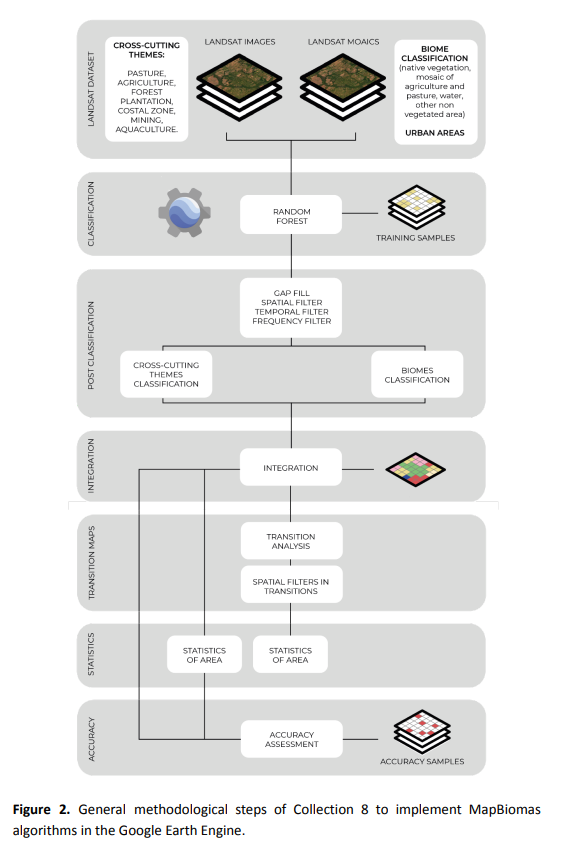 LANDSAT DATASET
CROSS-CUTTING
THEMES:
PASTURE,
AGRICULTURE,
FOREST
PLANTATION,
COSTAL ZONE,
MINING,
AQUACULTURE.
LANDSAT IMAGES
LANDSAT MOAICS
BIOME
CLASSIFICATION
(native vegetation,
mosaic of
agriculture and
pasture, water,
other non
vegetated area)
URBAN AREAS
CLASSIFICATION
RANDOM
FOREST
TRAINING SAMPLES
POST CLASSIFICATION
GAP FILL
SPATIAL FILTER
TEMPORAL FILTER
FREQUENCY FILTER
CROSS-CUTTING
THEMES
CLASSIFICATION
BIOMES
CLASSIFICATION
INTEGRATION
INTEGRATION
TRANSITION MAPS
TRANSITION
ANALYSIS
SPATIAL FILTERS IN
TRANSITIONS
STATISTICS
STATISTICS
OF AREA
STATISTICS
OF AREA
ACCURACY
ACCURACY
ASSESSMENT
ACCURACY SAMPLES
Figure 2. General methodological steps of Collection 8 to implement MapBiomas
algorithms in the Google Earth Engine.